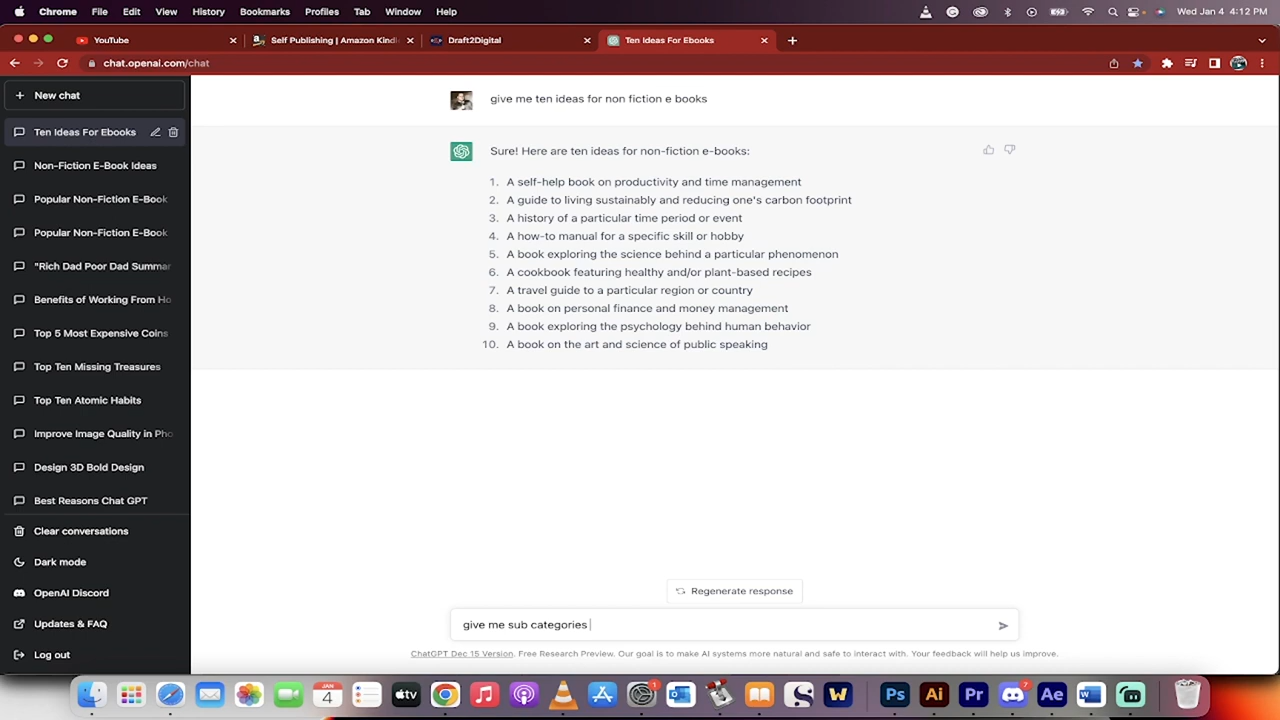 Chrome File Edit View History Bookmarks Profiles Tab Window Help Wed Jan 4 4:12 PM
YouTube Self Publishing | Amazon Kindl Draft2Digital Ten Ideas For Ebooks
chat.openai.com/chat
New chat
Ten Ideas For Ebooks
Non-Fiction E-Book Ideas
Popular Non-Fiction E-Book
Popular Non-Fiction E-Book
"Rich Dad Poor Dad Summar
Benefits of Working From Ho
Top 5 Most Expensive Coins
Top Ten Missing Treasures
Top Ten Atomic Habits
Improve Image Quality in Pho
Design 3D Bold Design
Best Reasons Chat GPT
Clear conversations
Dark mode
OpenAI Discord
Updates & FAQ
Log out
give me ten ideas for non fiction e books
Sure! Here are ten ideas for non-fiction e-books:
1. A self-help book on productivity and time management
2. A guide to living sustainably and reducing one's carbon footprint
3. A history of a particular time period or event
4. A how-to manual for a specific skill or hobby
5. A book exploring the science behind a particular phenomenon
6. A cookbook featuring healthy and/or plant-based recipes
7. A travel guide to a particular region or country
8. A book on personal finance and money management
9. A book exploring the psychology behind human behavior
10. A book on the art and science of public speaking
Regenerate response
give me sub categories
ChatGPT Dec 15 Version. Free Research Preview. Our goal is to make AI systems more natural and safe to interact with. Your feedback will help us improve.
JAN
4 tv 1 W Ps Ai Pr 7 Ae W